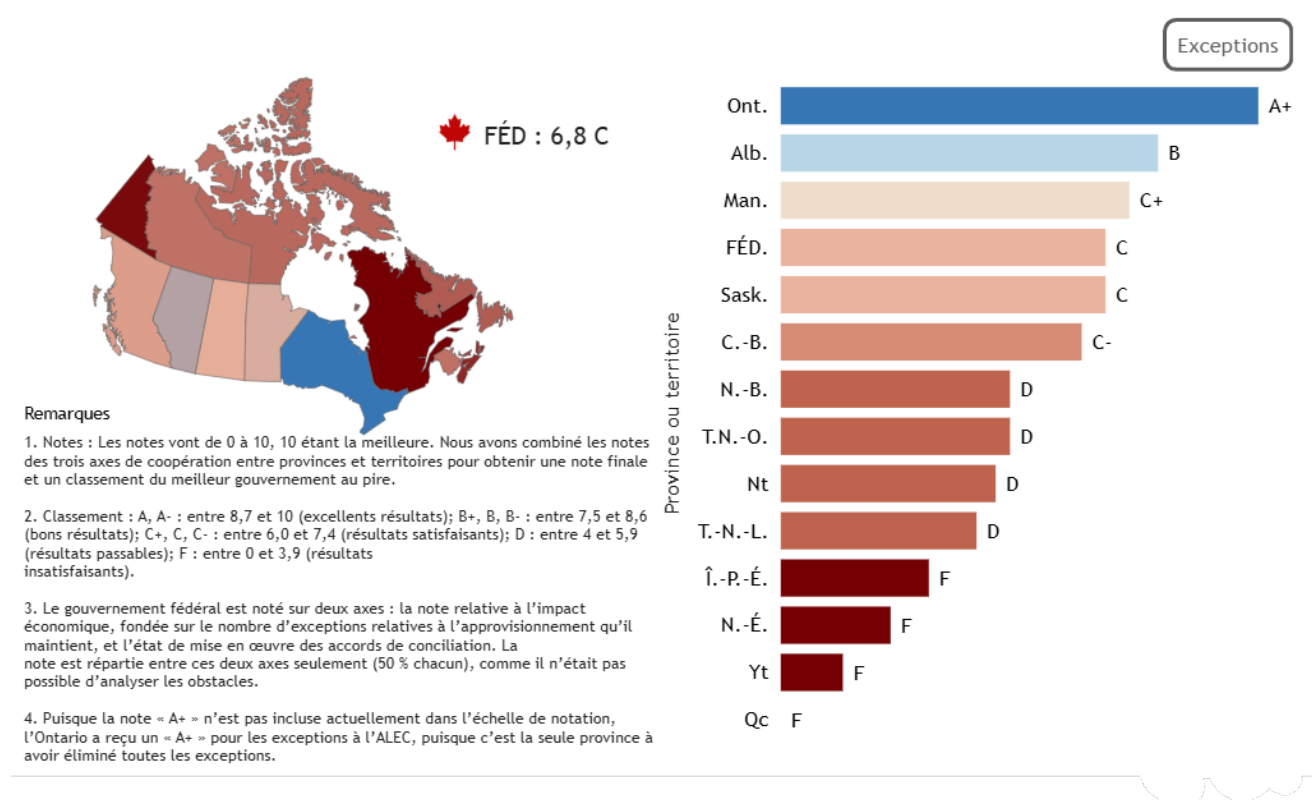 Exceptions
FÉD : 6,8 C
Remarques
1. Notes : Les notes vont de 0 à 10, 10 étant la meilleure. Nous avons combiné les notes
des trois axes de coopération entre provinces et territoires pour obtenir une note finale
et un classement du meilleur gouvernement au pire.
2. Classement : A, A- : entre 8,7 et 10 (excellents résultats); B+, B, B- : entre 7,5 et 8,6
(bons résultats); C+, C, C- : entre 6,0 et 7,4 (résultats satisfaisants); D : entre 4 et 5,9
(résultats passables); F : entre 0 et 3,9 (résultats
insatisfaisants).
3. Le gouvernement fédéral est noté sur deux axes : la note relative à l'impact
économique, fondée sur le nombre d'exceptions relatives à l'approvisionnement qu'il
maintient, et l'état de mise en œuvre des accords de conciliation. La
note est répartie entre ces deux axes seulement (50 % chacun), comme il n'était pas
possible d'analyser les obstacles.
4. Puisque la note « A+ » n'est pas incluse actuellement dans l'échelle de notation,
l'Ontario a reçu un « A+ » pour les exceptions à l'ALEC, puisque c'est la seule province à
avoir éliminé toutes les exceptions.
Province ou territoire
Ont. A+
Alb. B
Man. C+
FÉD. C
Sask. C
C.-B. C-
N.-B. D
T.N.-O. D
Nt D
T.-N.-L. D
Î.-P.-É. F
N.-É. F
Yt F
Qc F